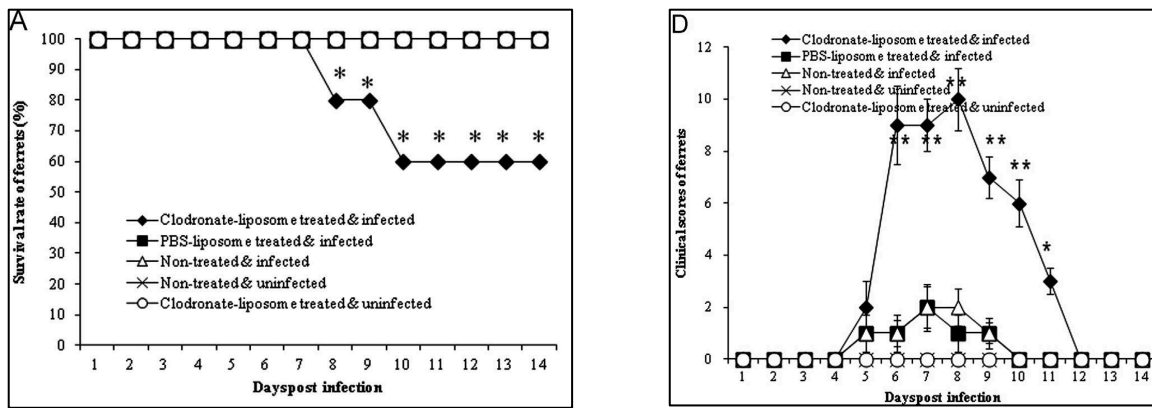 A
Survival rate of ferrets (%)
100
90
80
70
60
50
40
30
20
10
0
* * * * * * *
Clodronate-liposome treated & infected
PBS-liposome treated & infected
Non-treated & infected
Non-treated & uninfected
Clodronate-liposome treated & uninfected
1 2 3 4 5 6 7 8 9 10 11 12 13 14
Days post infection
D
Clinical scores of ferrets
12
10
8
6
4
2
0
Clodronate-liposome treated & infected
PBS-liposome treated & infected
Non-treated & infected
Non-treated & uninfected
Clodronate-liposome treated & uninfected
** ** ** ** ** *
1 2 3 4 5 6 7 8 9 10 11 12 13 14
Days post infection